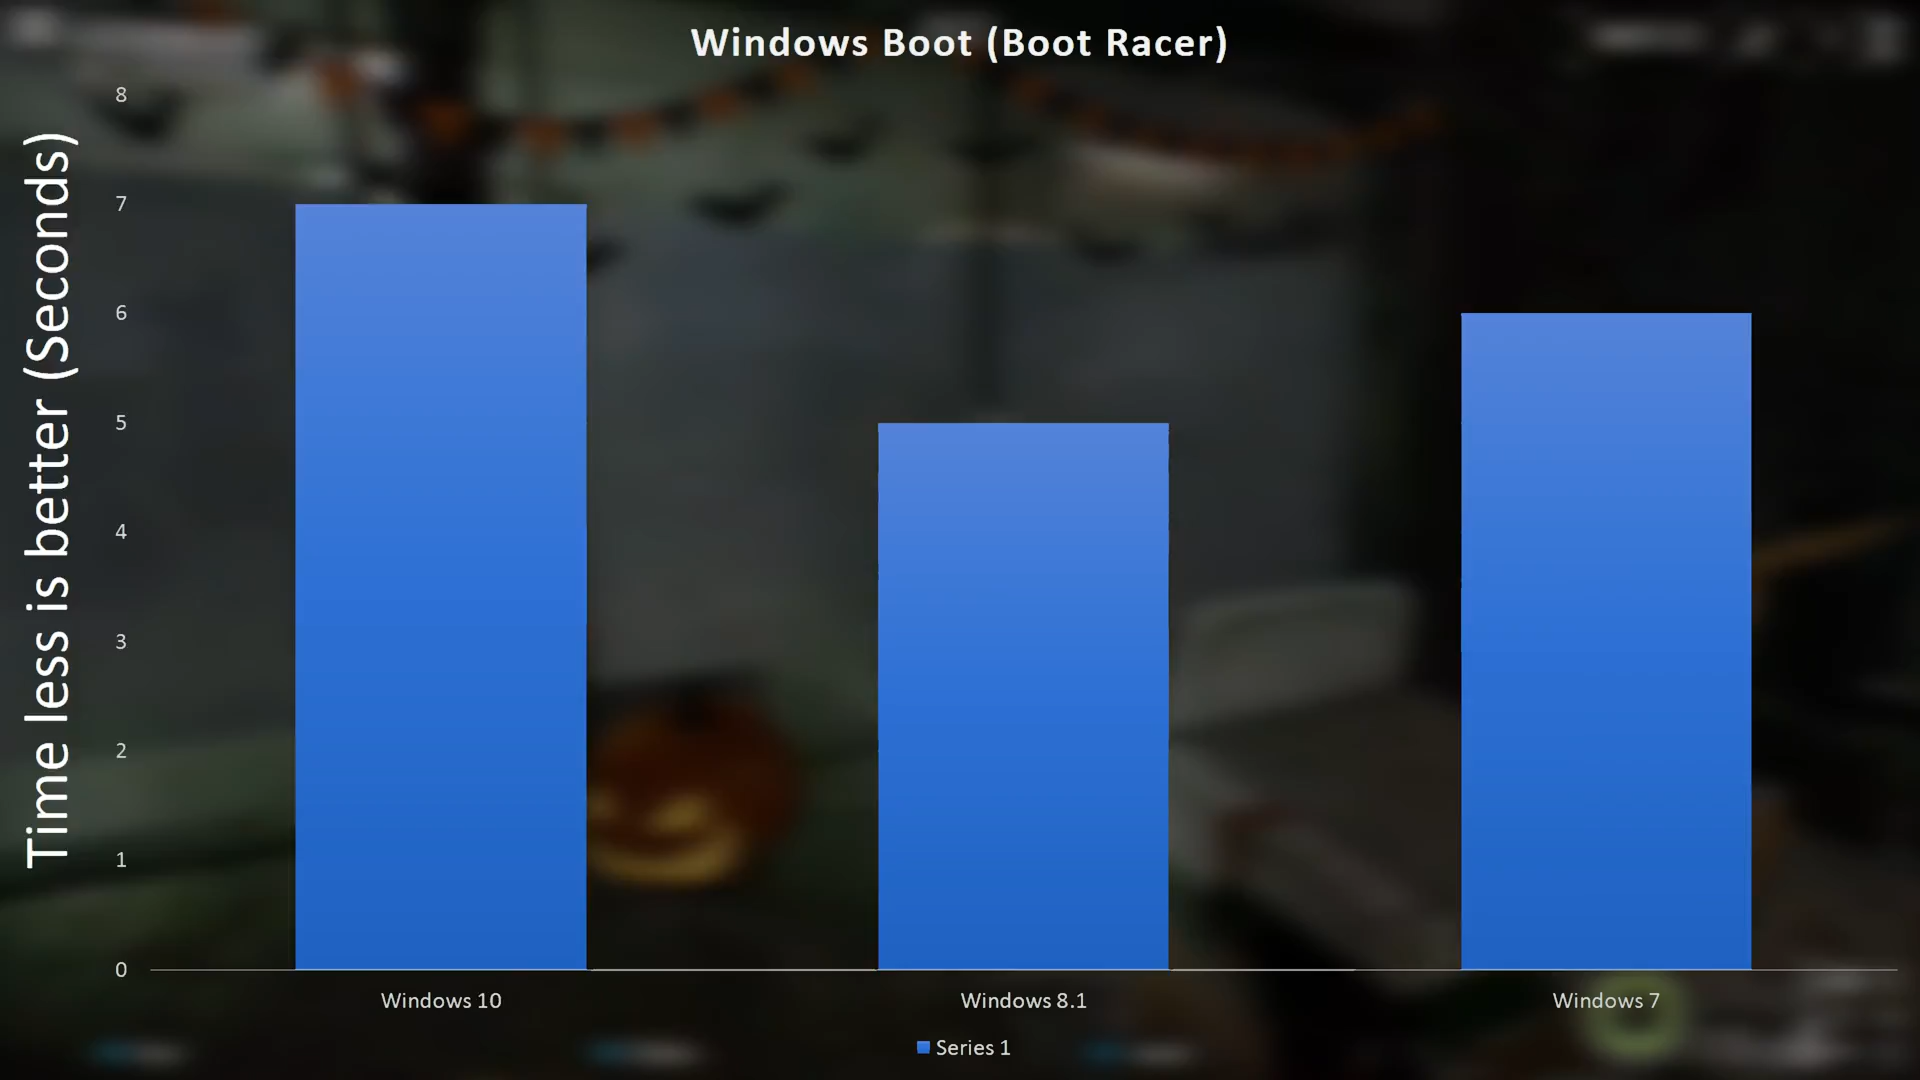 Windows Boot (Boot Racer)
Time less is better (Seconds)
8
7
6
5
4
3
2
1
0
Windows 10
Windows 8.1
Windows 7
Series 1